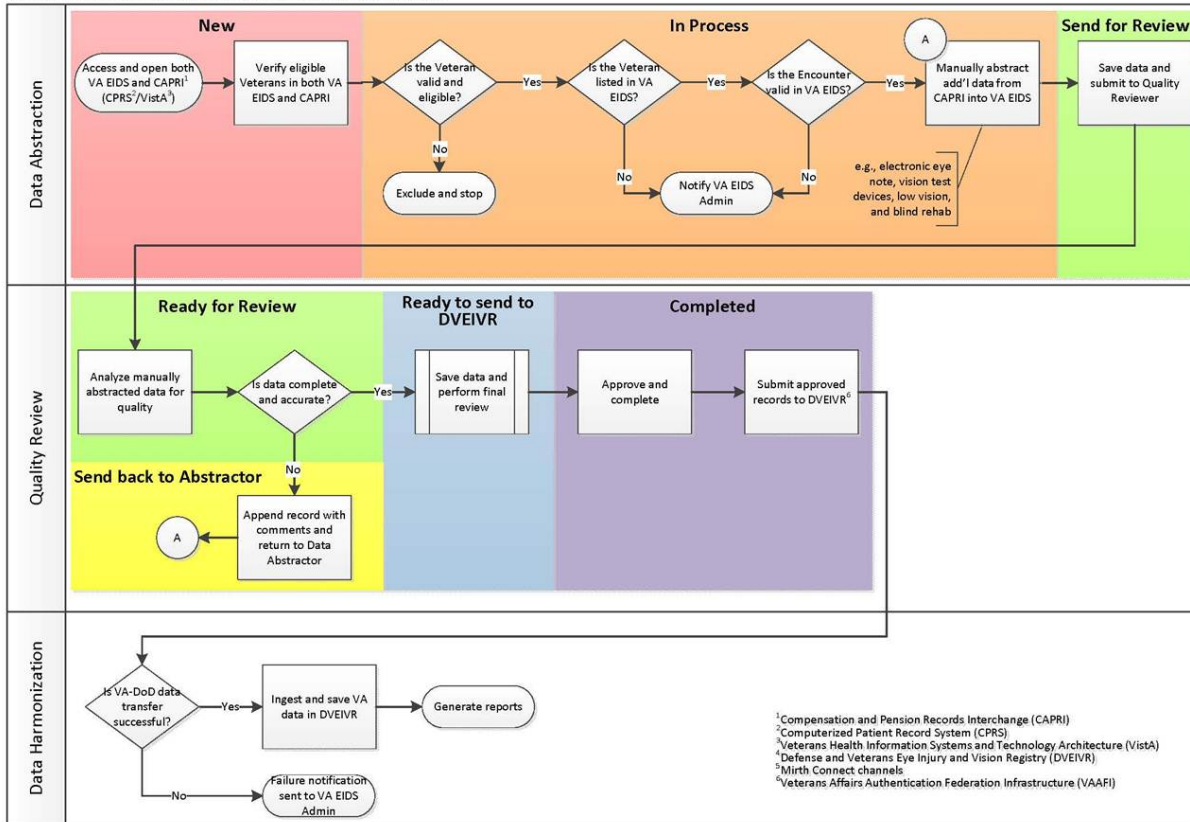 Data Abstraction
New
In Process
Send for Review
Access and open both
VA EIDS and CAPRI¹
(CPRS²/VistA³)
Verify eligible
Veterans in both VA
EIDS and CAPRI
Is the Veteran
valid and
eligible?
Yes
No
Exclude and stop
Is the Veteran
listed in VA
EIDS?
Yes
No
Is the Encounter
valid in VA EIDS?
Yes
No
Notify VA EIDS
Admin
A
Manually abstract
add'l data from
CAPRI into VA EIDS
e.g., electronic eye
note, vision test
devices, low vision,
and blind rehab
Save data and
submit to Quality
Reviewer
Quality Review
Ready for Review
Ready to send to
DVEIVR
Completed
Analyze manually
abstracted data for
quality
Is data complete
and accurate?
Yes
No
Save data and
perform final
review
Approve and
complete
Submit approved
records to DVEIVR⁶
Send back to Abstractor
Append record with
comments and
return to Data
Abstractor
A
Data Harmonization
Is VA-DoD data
transfer
successful?
Yes
Ingest and save VA
data in DVEIVR
Generate reports
No
Failure notification
sent to VA EIDS
Admin
¹Compensation and Pension Records Interchange (CAPRI)
²Computerized Patient Record System (CPRS)
³Veterans Health Information Systems and Technology Architecture (VistA)
⁴Defense and Veterans Eye Injury and Vision Registry (DVEIVR)
⁵Mirth Connect channels
⁶Veterans Affairs Authentication Federation Infrastructure (VAAFI)